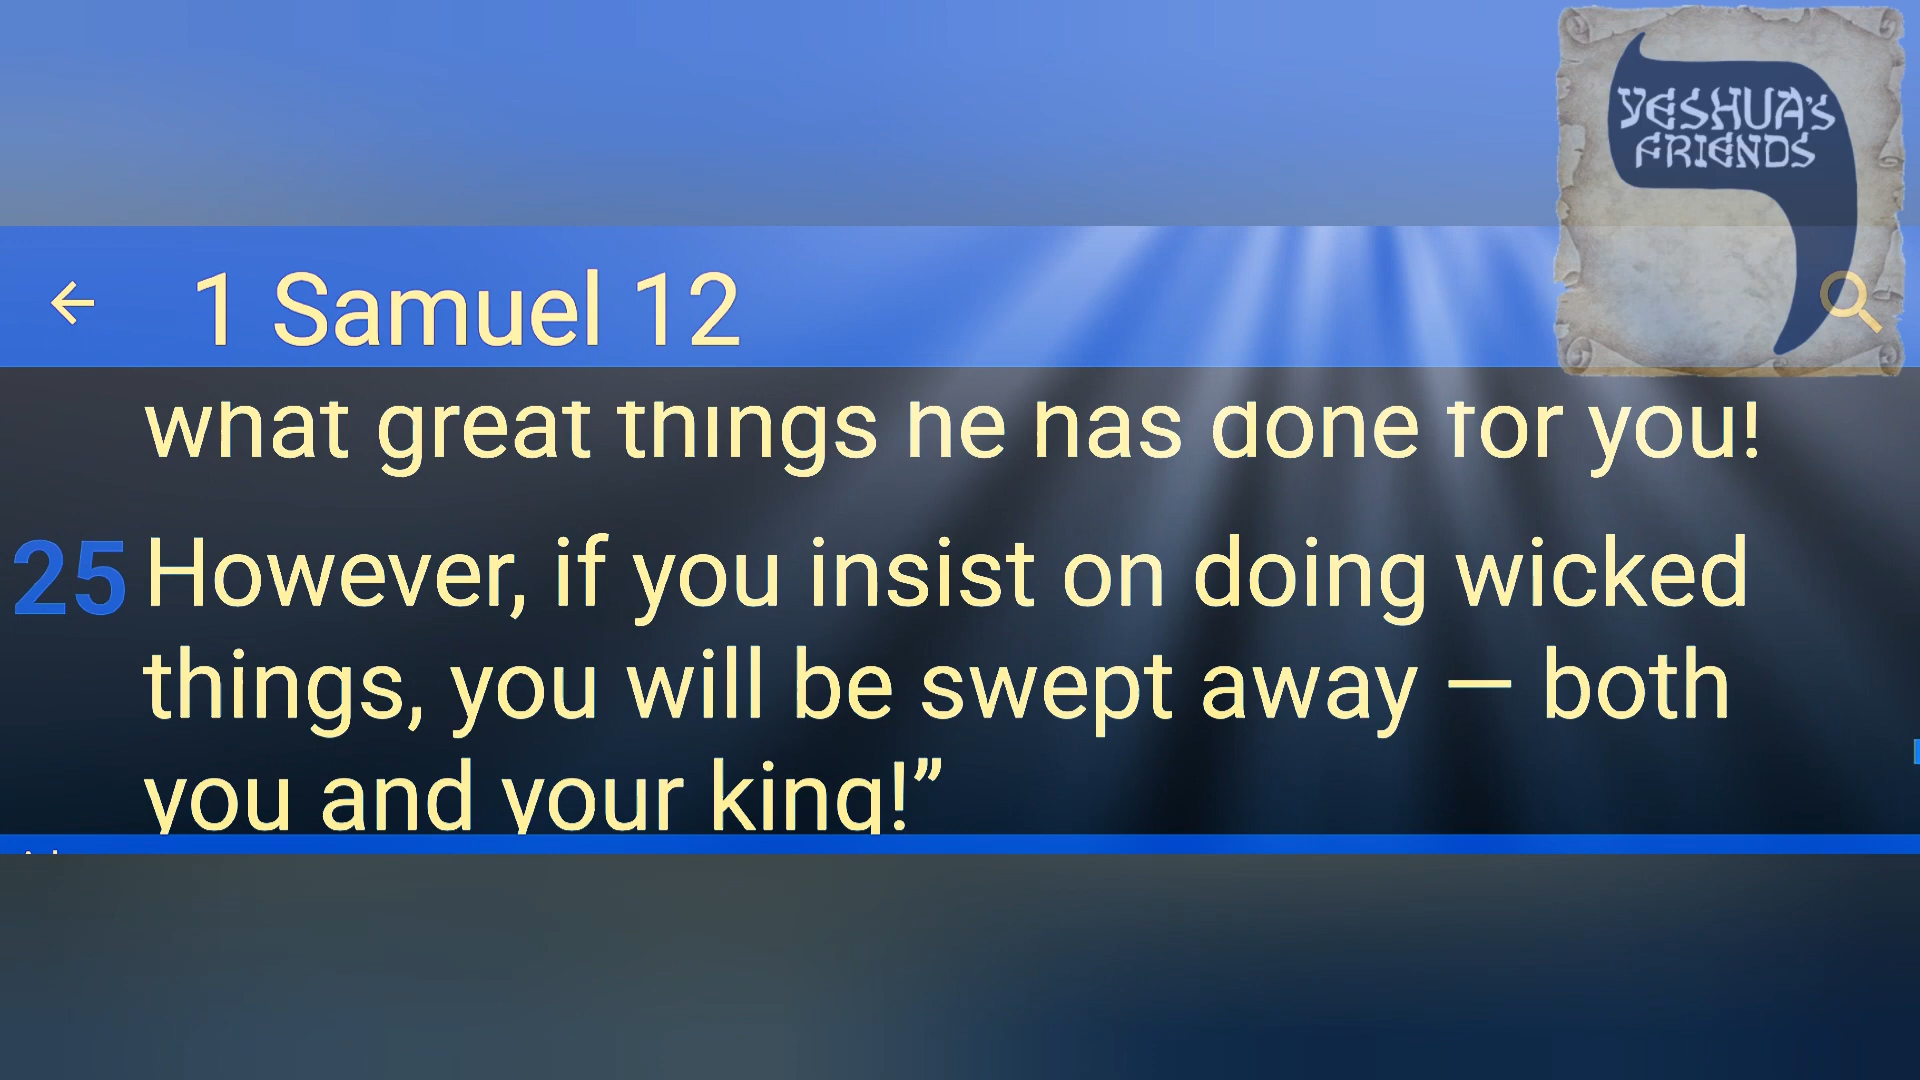 YESHUA'S
FRIENDS
1 Samuel 12
what great things he has done for you!
25 However, if you insist on doing wicked
things, you will be swept away — both
you and your king!”